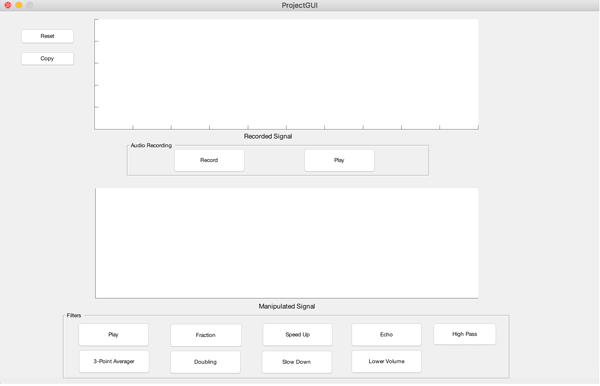 ProjectGUI
Reset
Copy
Recorded Signal
Audio Recording
Record Play
Manipulated Signal
Filters
Play Fraction Speed Up Echo High Pass
3-Point Averager Doubling Slow Down Lower Volume